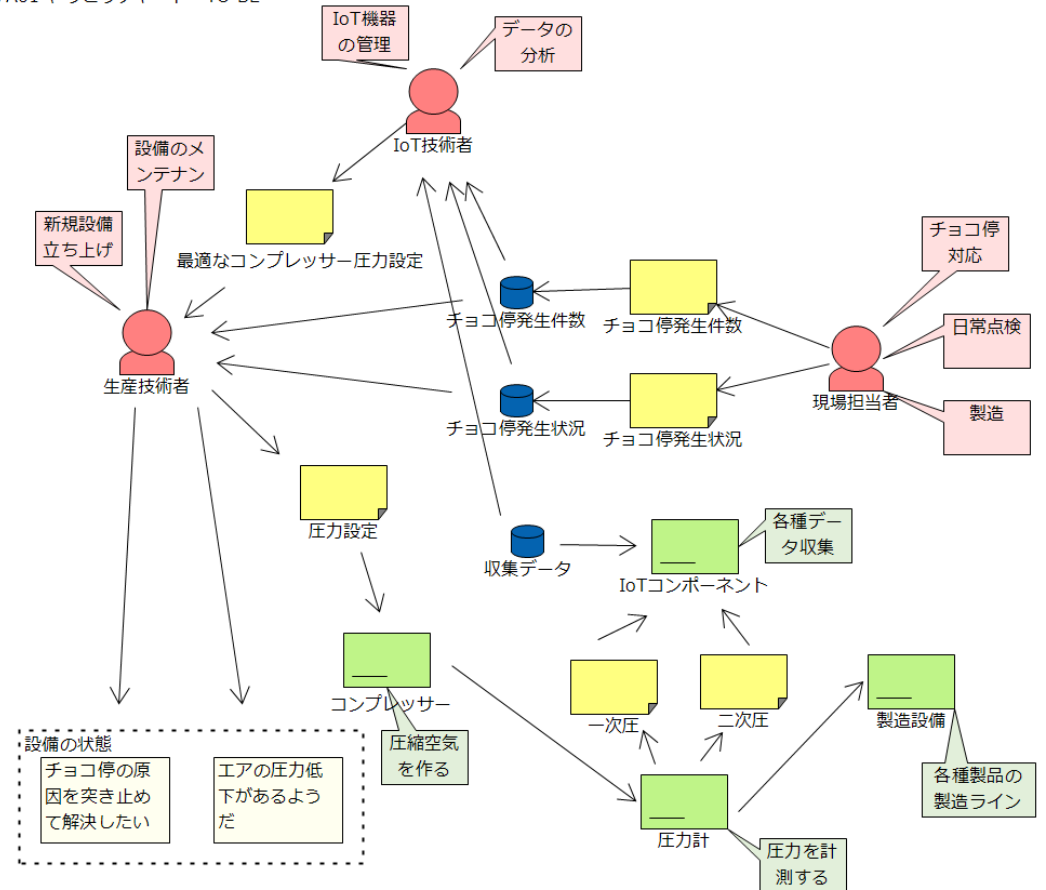 IoT機器
の管理
データの
分析
IoT技術者
設備のメ
ンテナン
新規設備
立ち上げ
最適なコンプレッサー圧力設定
チョコ停
対応
チョコ停発生件数
チョコ停発生件数
日常点検
生産技術者
現場担当者
製造
チョコ停発生状況
チョコ停発生状況
圧力設定
各種デー
タ収集
収集データ
IoTコンポーネント
コンプレッサー
一次圧
二次圧
製造設備
設備の状態
圧縮空気
を作る
チョコ停の原
因を突き止め
て解決したい
エアの圧力低
下があるよう
だ
各種製品の
製造ライン
圧力計
圧力を計
測する